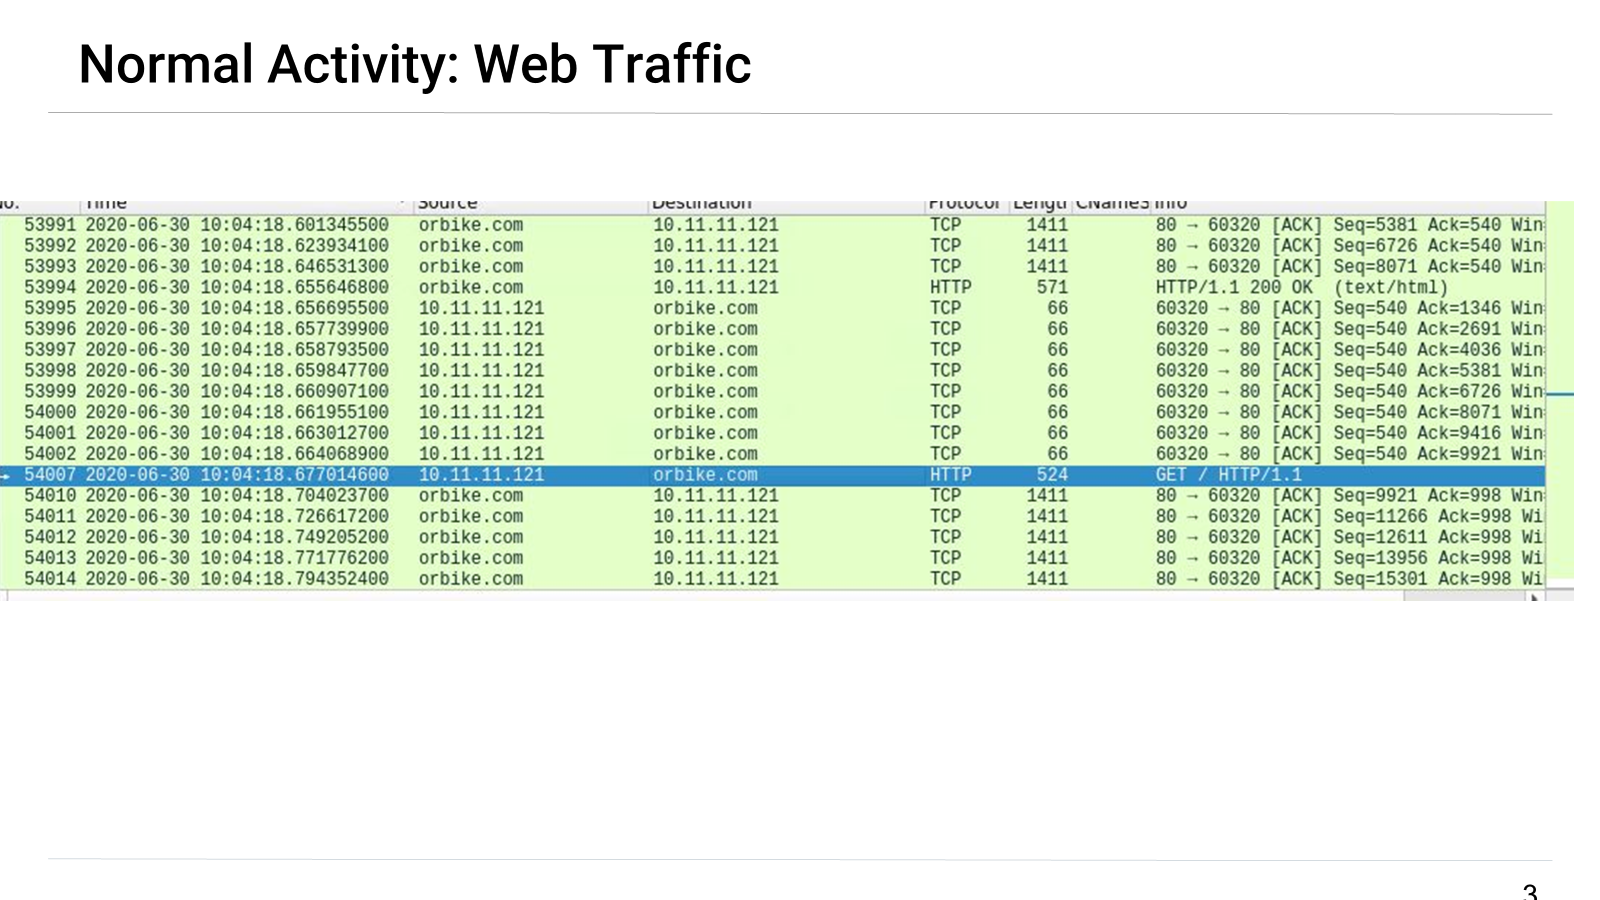 Normal Activity: Web Traffic
No. Time Source Destination Protocol Length CNames Info
53991 2020-06-30 10:04:18.601345500 orbike.com 10.11.11.121 TCP 1411 80 → 60320 [ACK] Seq=5381 Ack=540 Win=
53992 2020-06-30 10:04:18.623934100 orbike.com 10.11.11.121 TCP 1411 80 → 60320 [ACK] Seq=6726 Ack=540 Win=
53993 2020-06-30 10:04:18.646531300 orbike.com 10.11.11.121 TCP 1411 80 → 60320 [ACK] Seq=8071 Ack=540 Win=
53994 2020-06-30 10:04:18.655646800 orbike.com 10.11.11.121 HTTP 571 HTTP/1.1 200 OK (text/html)
53995 2020-06-30 10:04:18.656695500 10.11.11.121 orbike.com TCP 66 60320 → 80 [ACK] Seq=540 Ack=1346 Win=
53996 2020-06-30 10:04:18.657739900 10.11.11.121 orbike.com TCP 66 60320 → 80 [ACK] Seq=540 Ack=2691 Win=
53997 2020-06-30 10:04:18.658793500 10.11.11.121 orbike.com TCP 66 60320 → 80 [ACK] Seq=540 Ack=4036 Win=
53998 2020-06-30 10:04:18.659847700 10.11.11.121 orbike.com TCP 66 60320 → 80 [ACK] Seq=540 Ack=5381 Win=
53999 2020-06-30 10:04:18.660907100 10.11.11.121 orbike.com TCP 66 60320 → 80 [ACK] Seq=540 Ack=6726 Win=
54000 2020-06-30 10:04:18.661955100 10.11.11.121 orbike.com TCP 66 60320 → 80 [ACK] Seq=540 Ack=8071 Win=
54001 2020-06-30 10:04:18.663012700 10.11.11.121 orbike.com TCP 66 60320 → 80 [ACK] Seq=540 Ack=9416 Win=
54002 2020-06-30 10:04:18.664068900 10.11.11.121 orbike.com TCP 66 60320 → 80 [ACK] Seq=540 Ack=9921 Win=
54007 2020-06-30 10:04:18.677014600 10.11.11.121 orbike.com HTTP 524 GET / HTTP/1.1
54010 2020-06-30 10:04:18.704023700 orbike.com 10.11.11.121 TCP 1411 80 → 60320 [ACK] Seq=9921 Ack=998 Win=
54011 2020-06-30 10:04:18.726617200 orbike.com 10.11.11.121 TCP 1411 80 → 60320 [ACK] Seq=11266 Ack=998 Wi
54012 2020-06-30 10:04:18.749205200 orbike.com 10.11.11.121 TCP 1411 80 → 60320 [ACK] Seq=12611 Ack=998 Wi
54013 2020-06-30 10:04:18.771776200 orbike.com 10.11.11.121 TCP 1411 80 → 60320 [ACK] Seq=13956 Ack=998 Wi
54014 2020-06-30 10:04:18.794352400 orbike.com 10.11.11.121 TCP 1411 80 → 60320 [ACK] Seq=15301 Ack=998 Wi
3